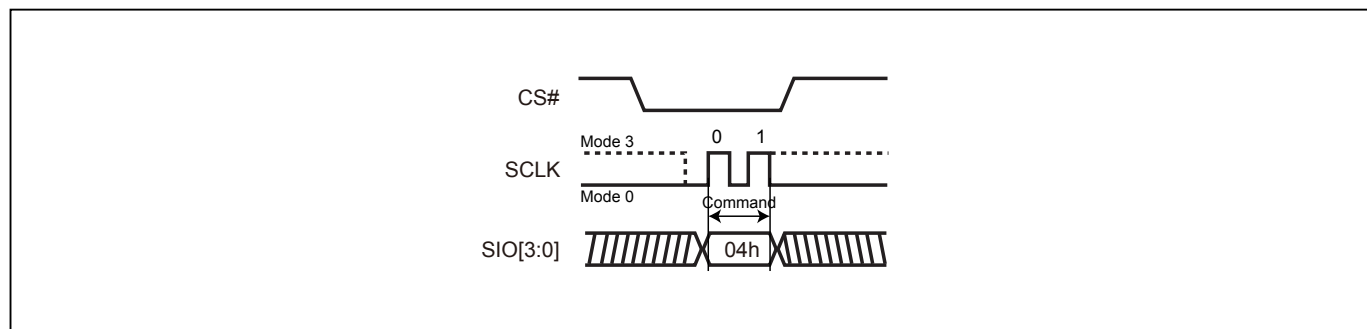 CS#
Mode 3
0 1
SCLK
Mode 0
Command
SIO[3:0]
04h